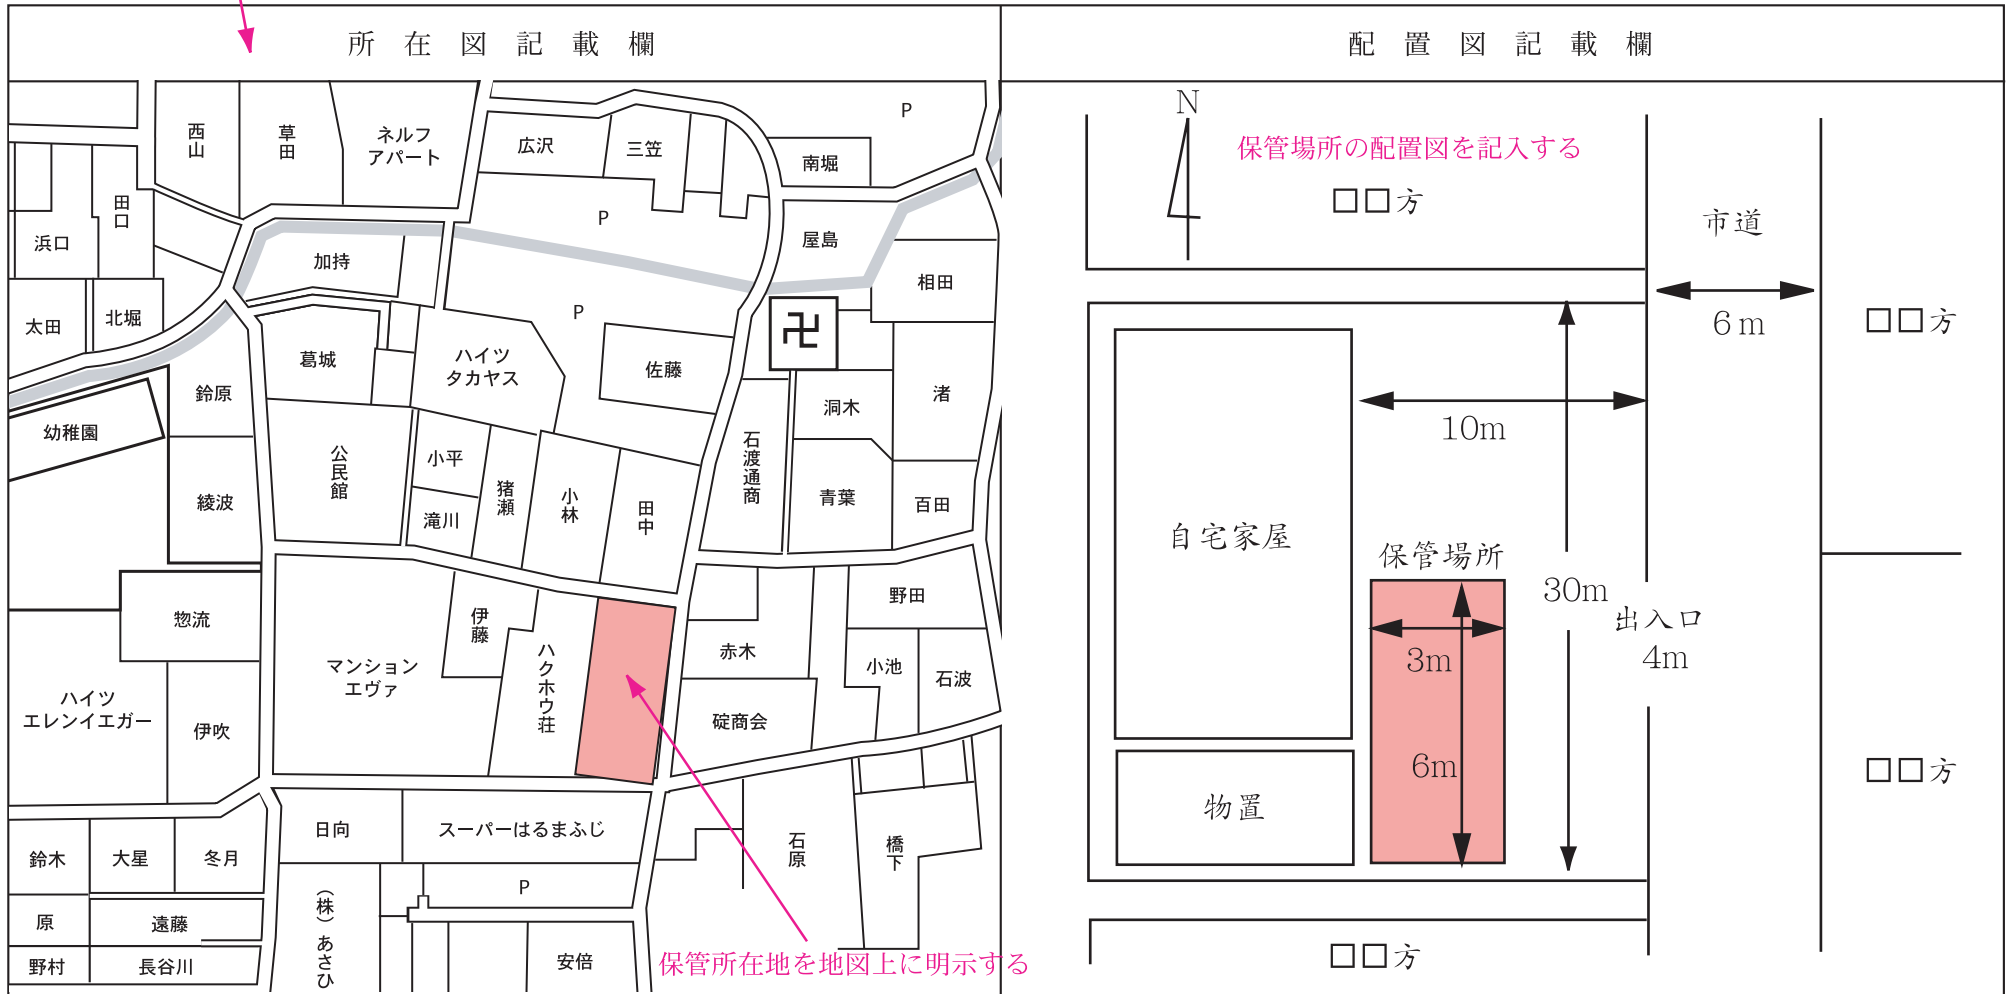 所在図記載欄
西山
草田
ネルフ
アパート
広沢
三笠
P
南堀
田口
浜口
P
屋島
加持
相田
太田
北堀
P
卍
葛城
ハイツ
タカヤス
佐藤
鈴原
洞木
渚
幼稚園
公民館
小平
石渡通商
綾波
猪瀬
小林
田中
青葉
百田
滝川
惣流
伊藤
野田
赤木
マンション
エヴァ
ハクホウ荘
小池
石波
ハイツ
エレンイエガー
伊吹
碇商会
日向
スーパーはるまふじ
石原
橋下
鈴木
大星
冬月
P
原
遠藤
(株)あさひ
野村
長谷川
安倍
保管所在地を地図上に明示する
配置図記載欄
N
保管場所の配置図を記入する
□□方
市道
6m
□□方
10m
自宅家屋
保管場所
30m
出入口
4m
3m
6m
物置
□□方
□□方